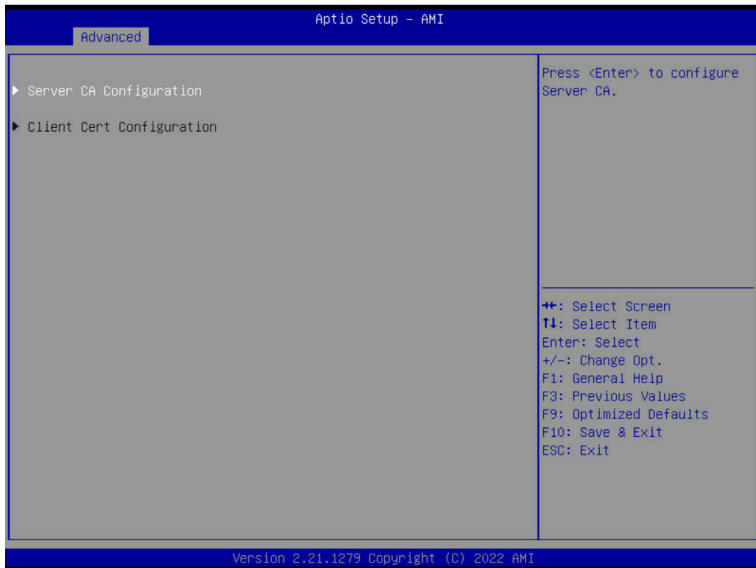 Aptio Setup – AMI
Advanced
Server CA Configuration
Client Cert Configuration
Press <Enter> to configure
Server CA.
→←: Select Screen
↑↓: Select Item
Enter: Select
+/-: Change Opt.
F1: General Help
F3: Previous Values
F9: Optimized Defaults
F10: Save & Exit
ESC: Exit
Version 2.21.1279 Copyright (C) 2022 AMI